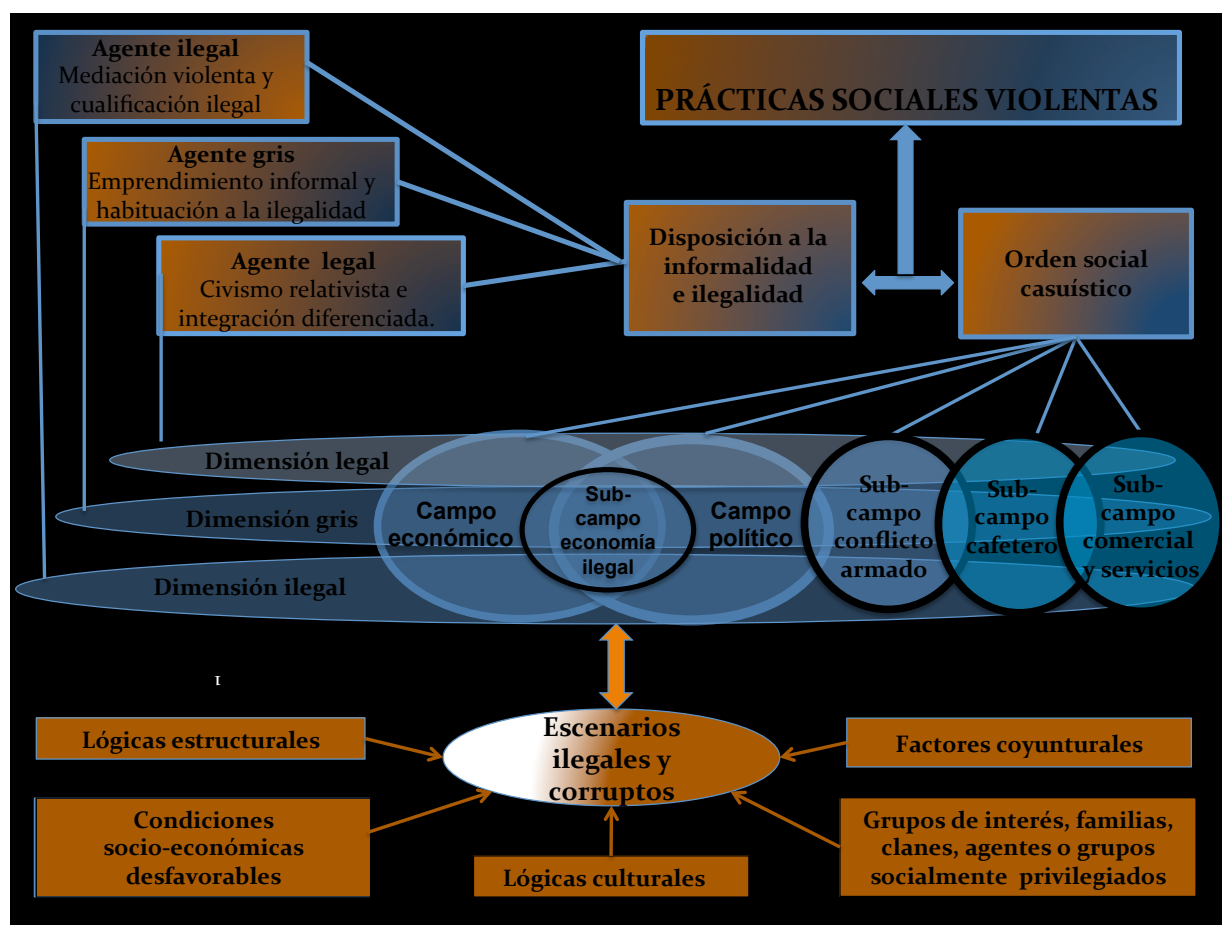 Agente ilegal
Mediación violenta y
cualificación ilegal
PRÁCTICAS SOCIALES VIOLENTAS
Agente gris
Emprendimiento informal y
habituación a la ilegalidad
Agente legal
Civismo relativista e
integración diferenciada.
Disposición a la
informalidad
e ilegalidad
Orden social
casuístico
Dimensión legal
Dimensión gris
Dimensión ilegal
Campo
económico
Sub-
campo
economía
ilegal
Campo
político
Sub-
campo
conflicto
armado
Sub-
campo
cafetero
Sub-
campo
comercial
y servicios
I
Lógicas estructurales
Escenarios
ilegales y
corruptos
Factores coyunturales
Condiciones
socio-económicas
desfavorables
Lógicas culturales
Grupos de interés, familias,
clanes, agentes o grupos
socialmente privilegiados